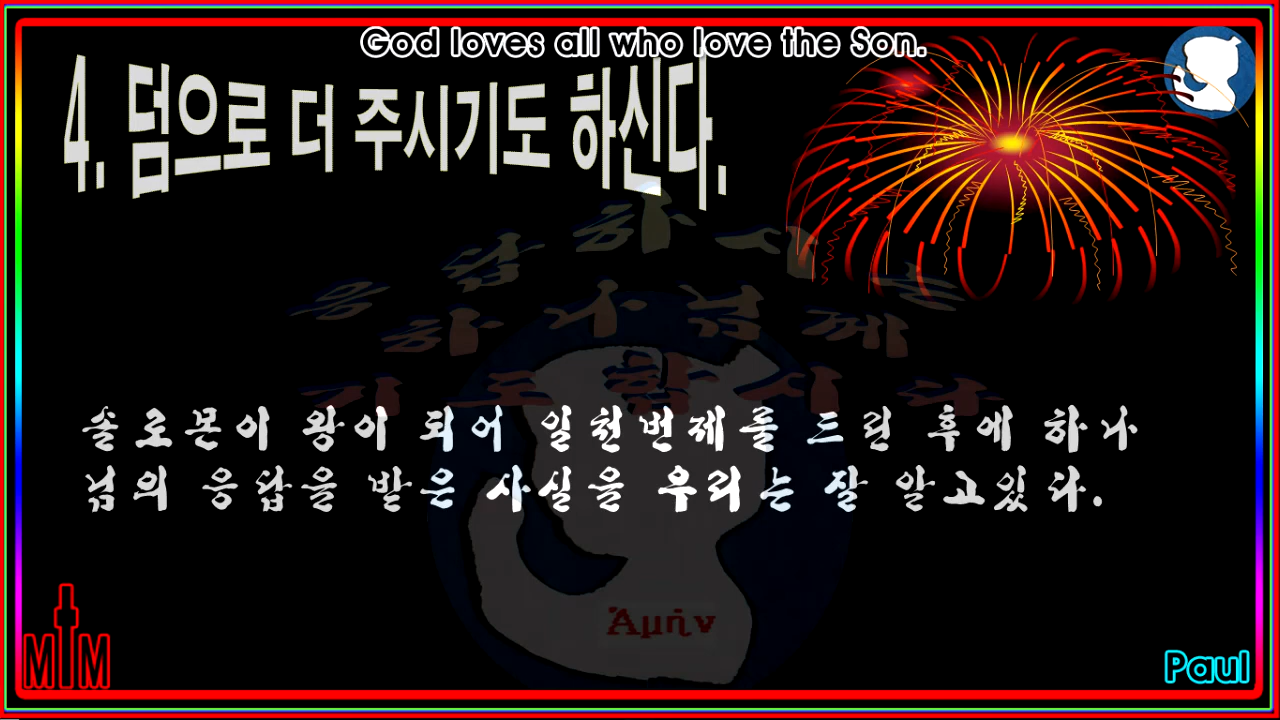 God loves all who love the Son.
4. 덤으로 더 주시기도 하신다.
응답하시는
하나님께
기도합시다
솔로몬이 왕이 되어 일천번제를 드린 후에 하나
님의 응답을 받은 사실을 우리는 잘 알고있다.
Ἀμὴν
MIM
Paul